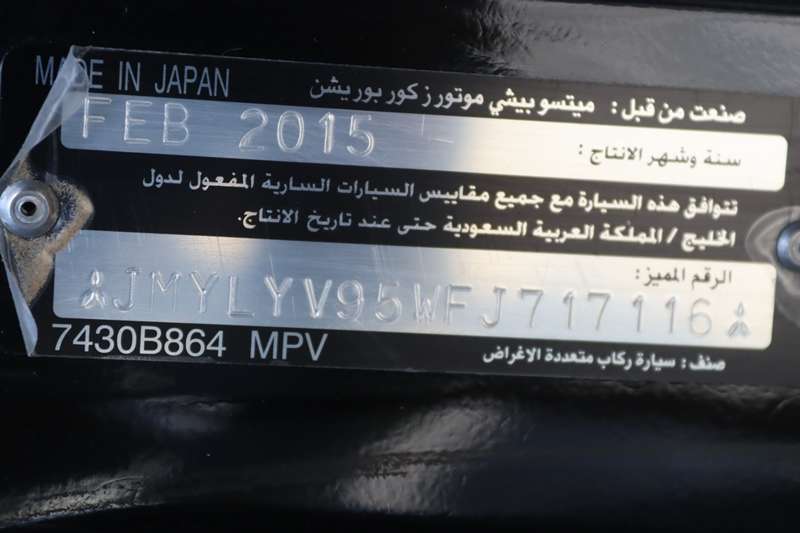 MADE IN JAPAN صنعت من قبل: ميتسوبيشي موتورز كوربوريشن
FEB 2015 سنة وشهر الانتاج:
تتوافق هذه السيارة مع جميع مقاييس السيارات السارية المفعول لدول
الخليج/المملكة العربية السعودية حتى عند تاريخ الانتاج.
الرقم المميز:
JMYLYV95WFJ717116
7430B864 MPV صنف: سيارة ركاب متعددة الاغراض